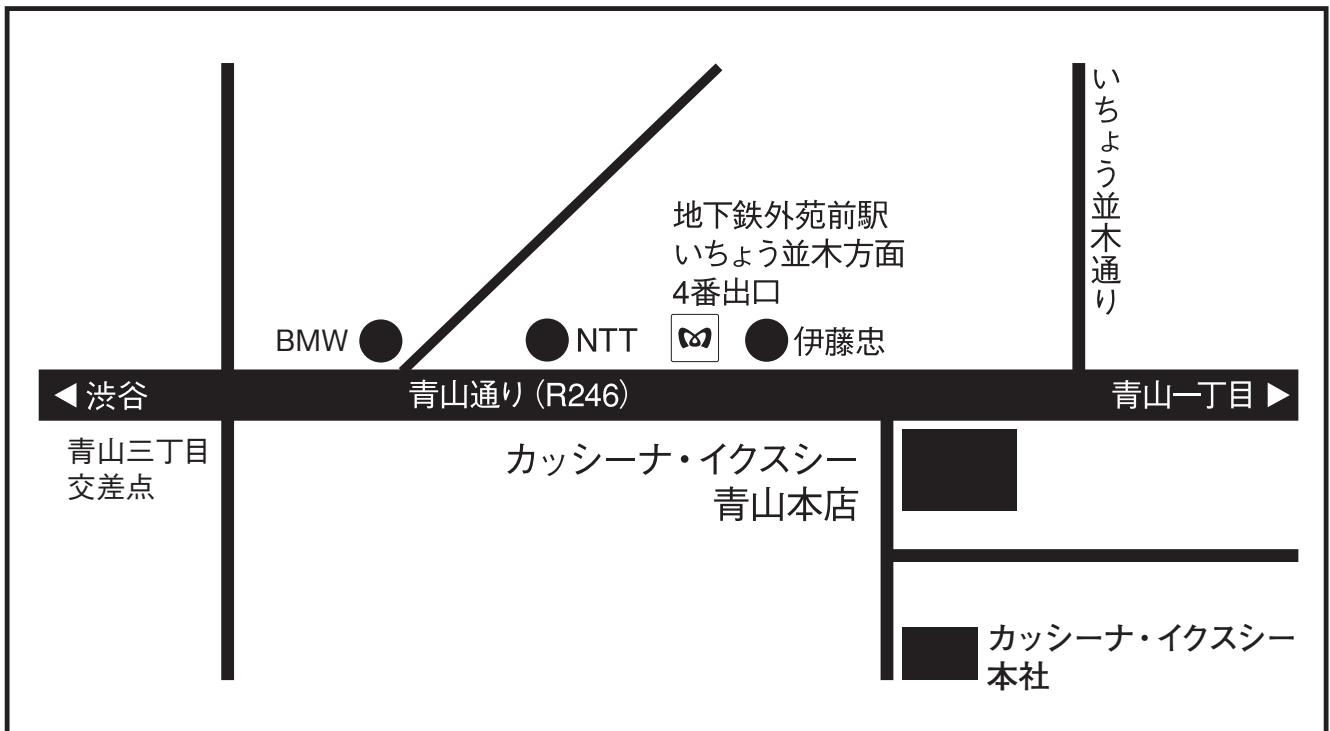 いちょう並木通り
地下鉄外苑前駅
いちょう並木方面
4番出口
BMW
NTT
伊藤忠
◀ 渋谷
青山通り（R246）
青山一丁目 ▶
青山三丁目
交差点
カッシーナ・イクスシー
青山本店
カッシーナ・イクスシー
本社